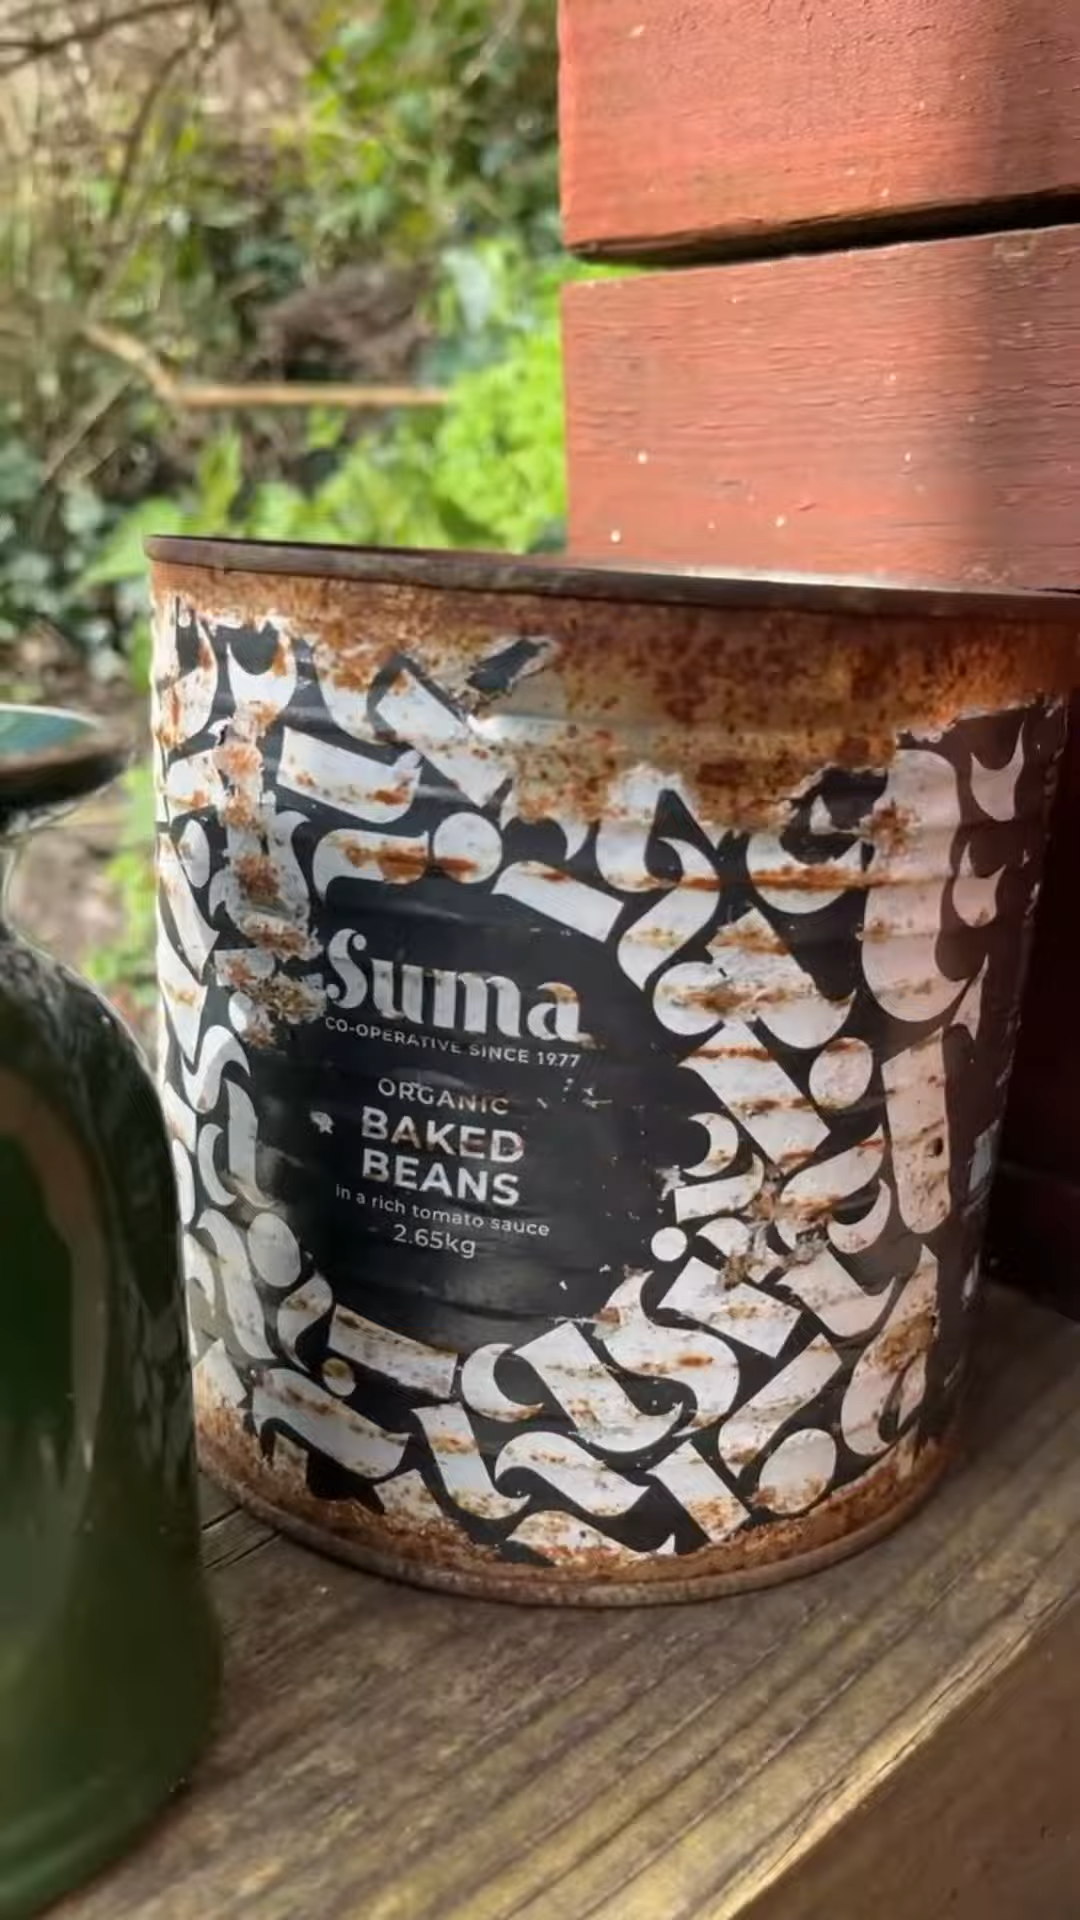 Suma
CO-OPERATIVE SINCE 1977
ORGANIC
BAKED
BEANS
in a rich tomato sauce
2.65kg